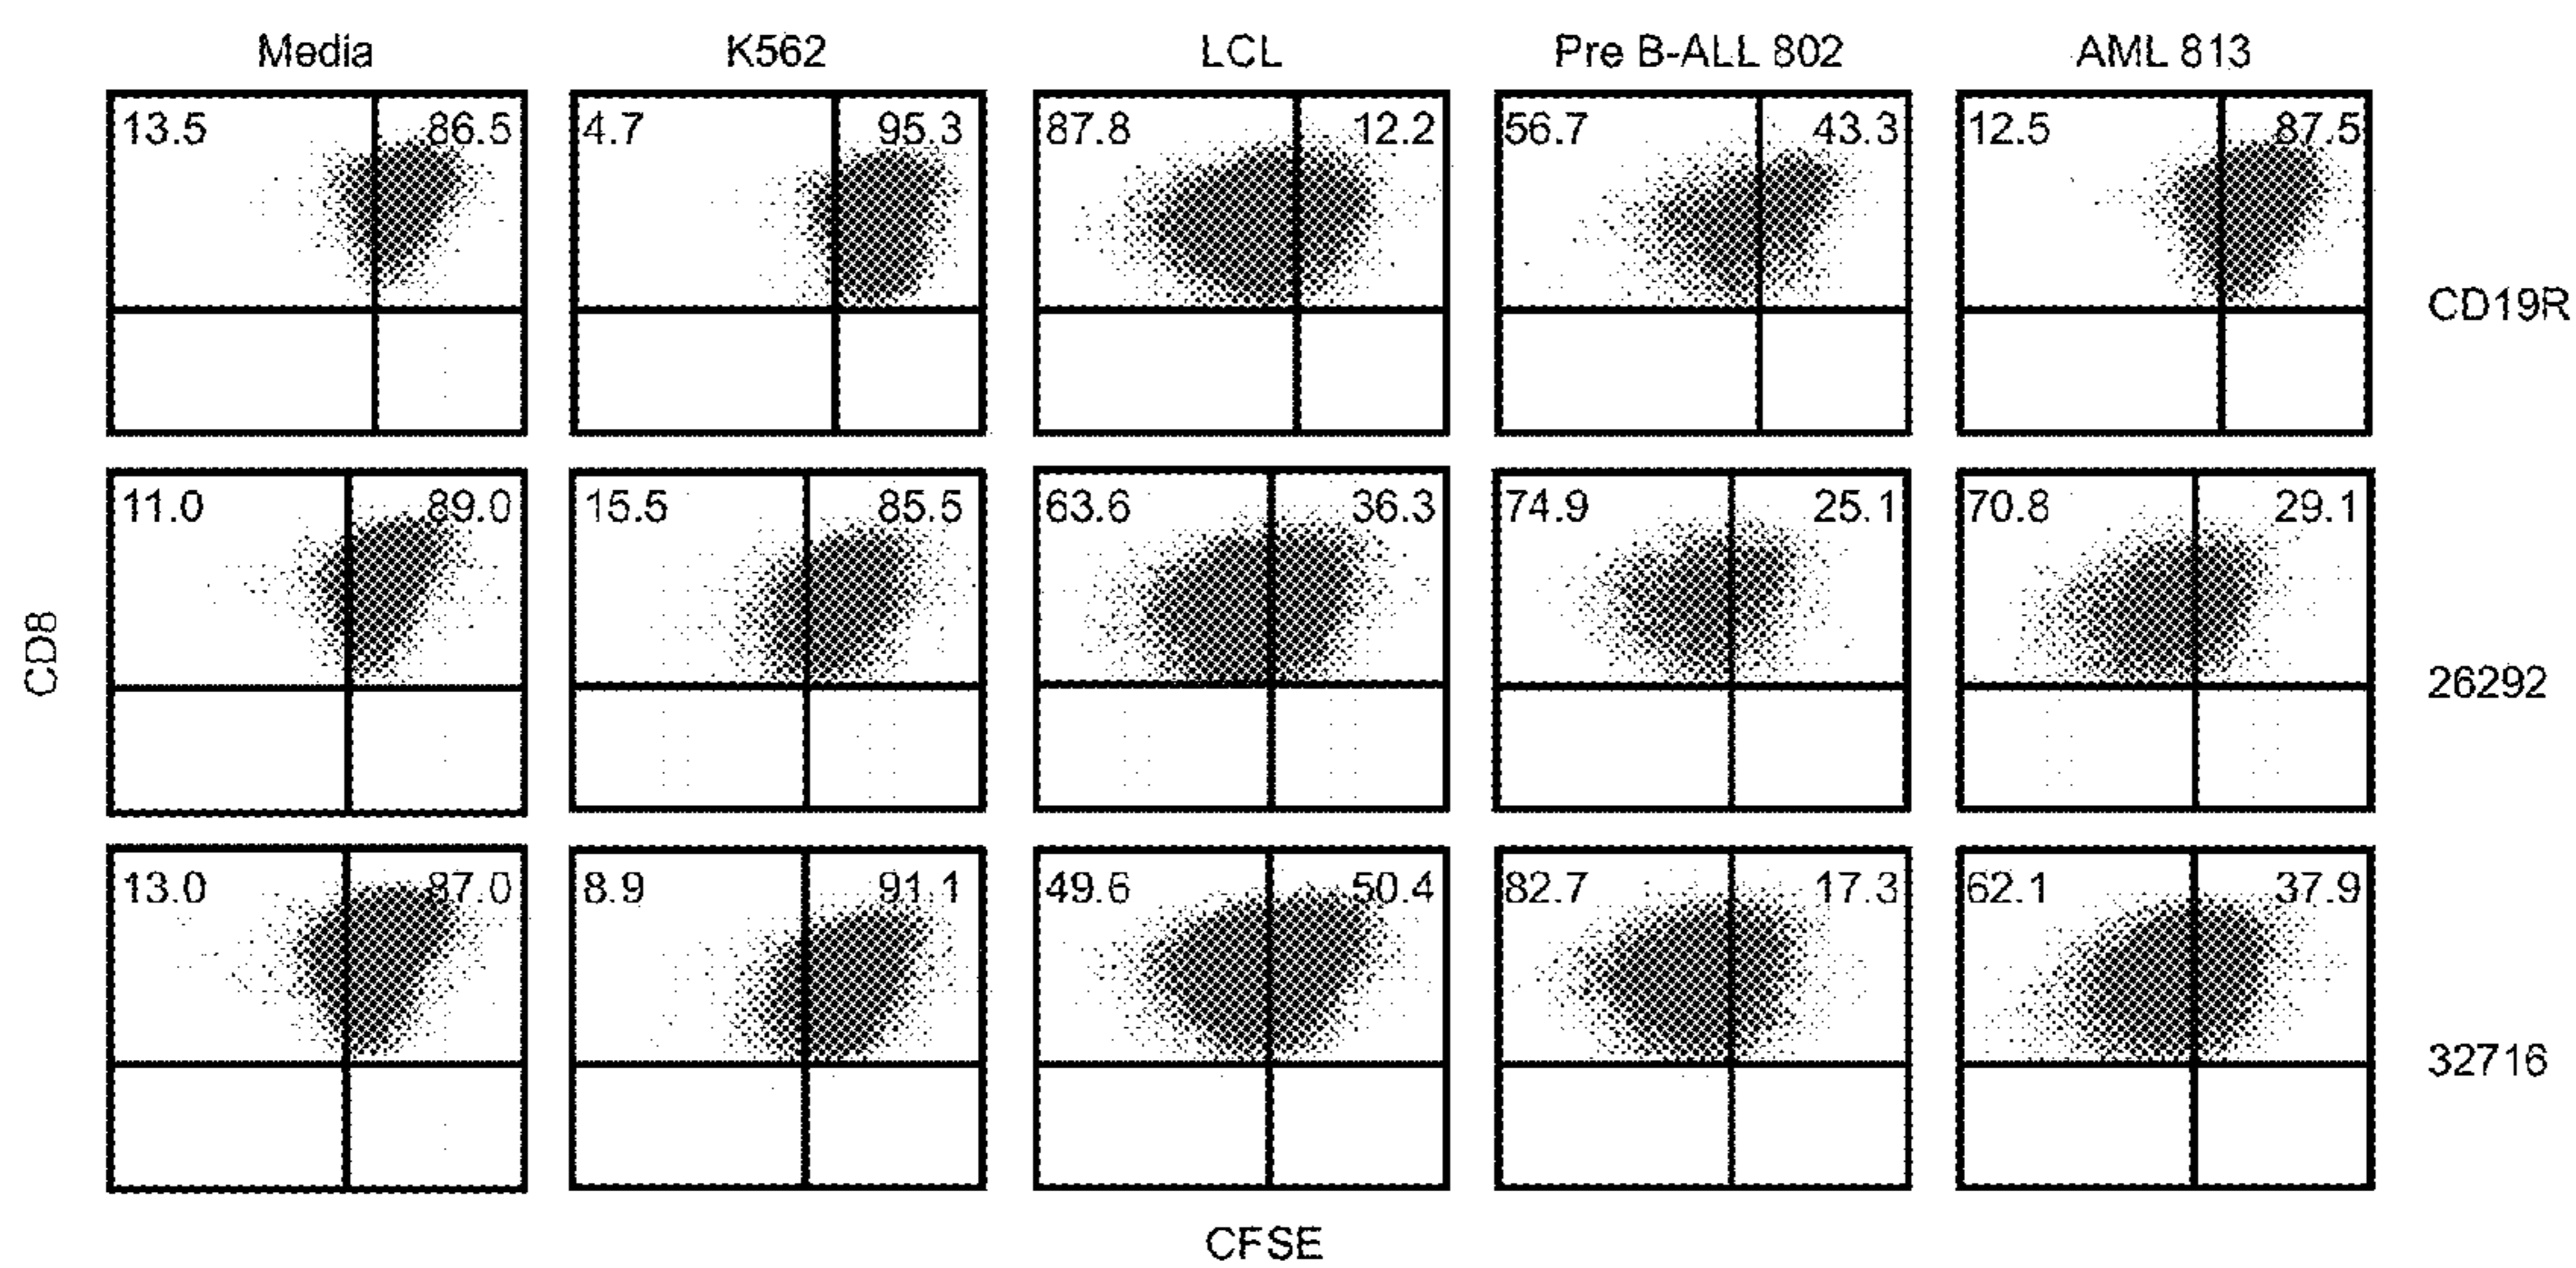 Media K562 LCL Pre B-ALL 802 AML 813
13.5 86.5 4.7 95.3 87.8 12.2 56.7 43.3 12.5 87.5
CD19R
11.0 89.0 15.5 85.5 63.6 36.3 74.9 25.1 70.8 29.1
CD8
26292
13.0 87.0 8.9 91.1 49.6 50.4 82.7 17.3 62.1 37.9
32716
CFSE